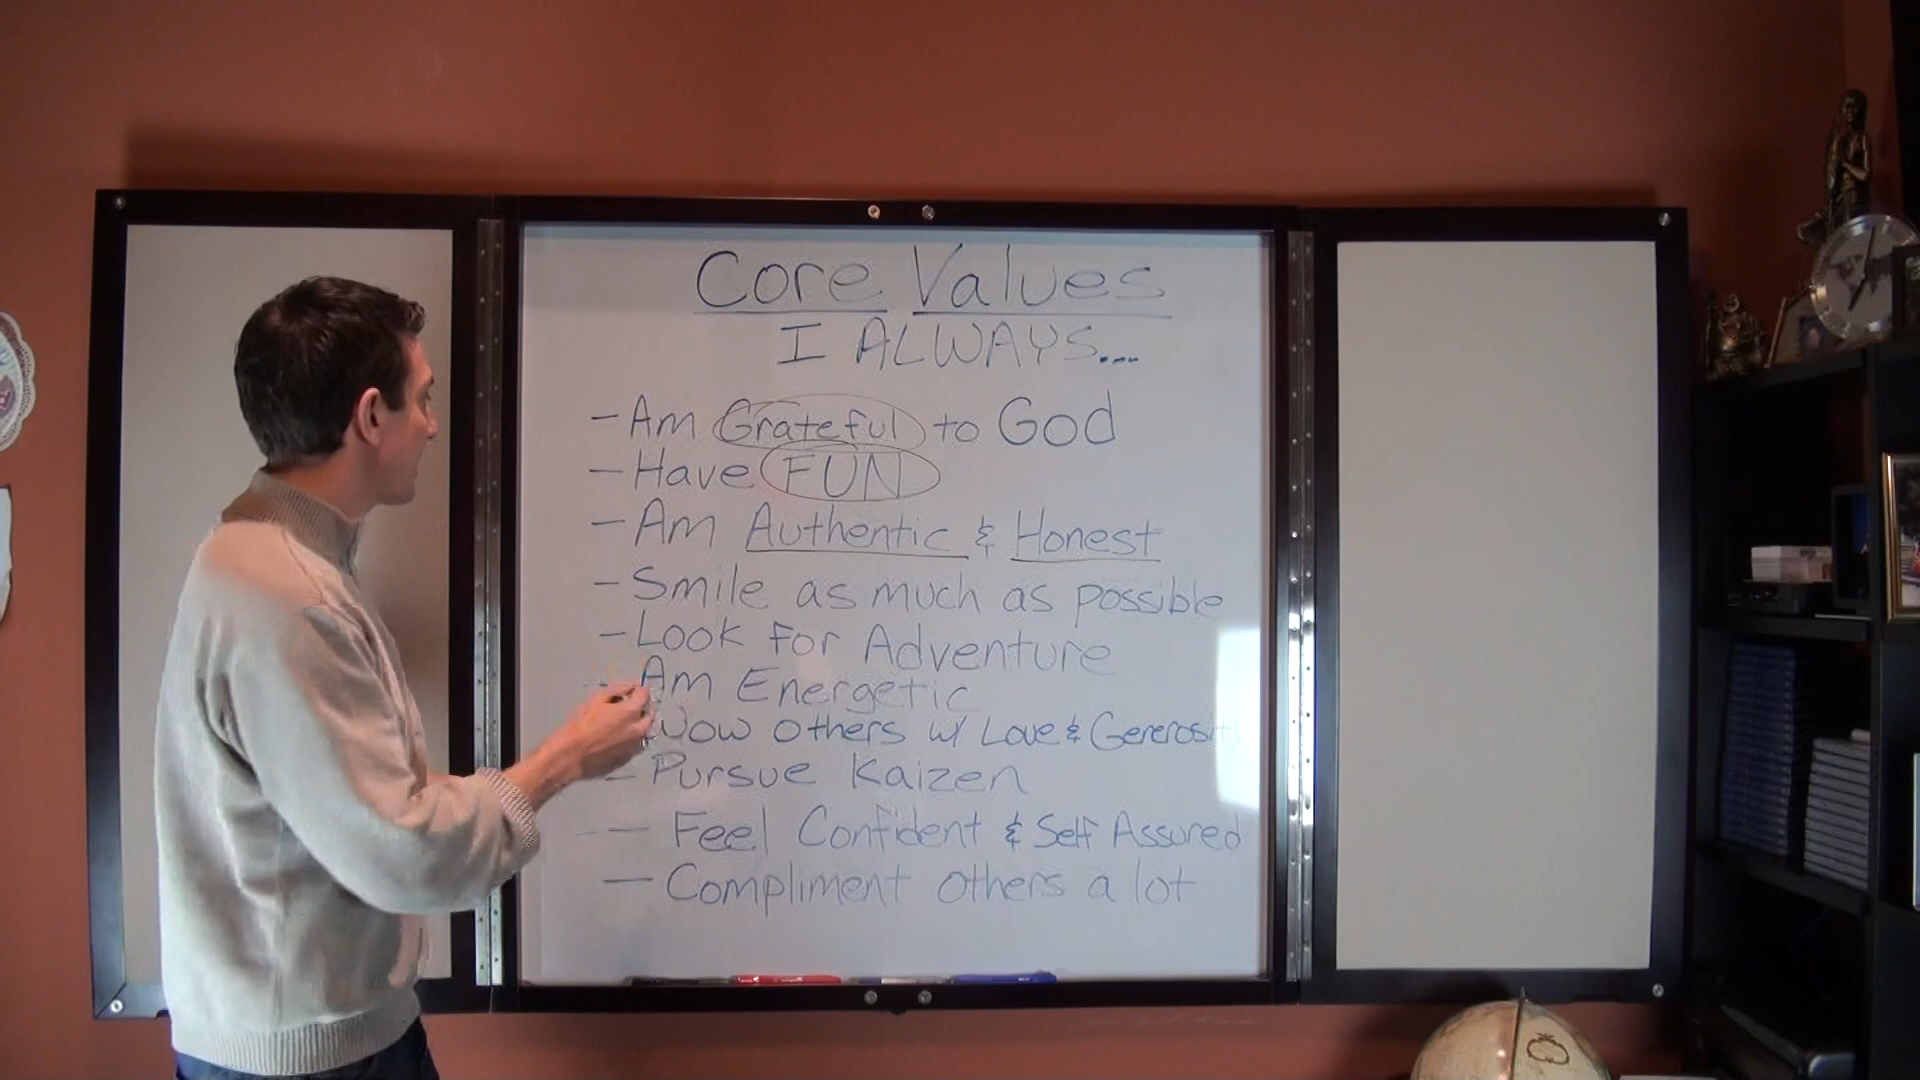 Core Values
I ALWAYS...
- Am Grateful to God
- Have FUN
- Am Authentic & Honest
- Smile as much as possible
- Look for Adventure
- Am Energetic
Wow others w/ Love & Generosity
- Pursue Kaizen
- Feel Confident & Self Assured
- Compliment others a lot